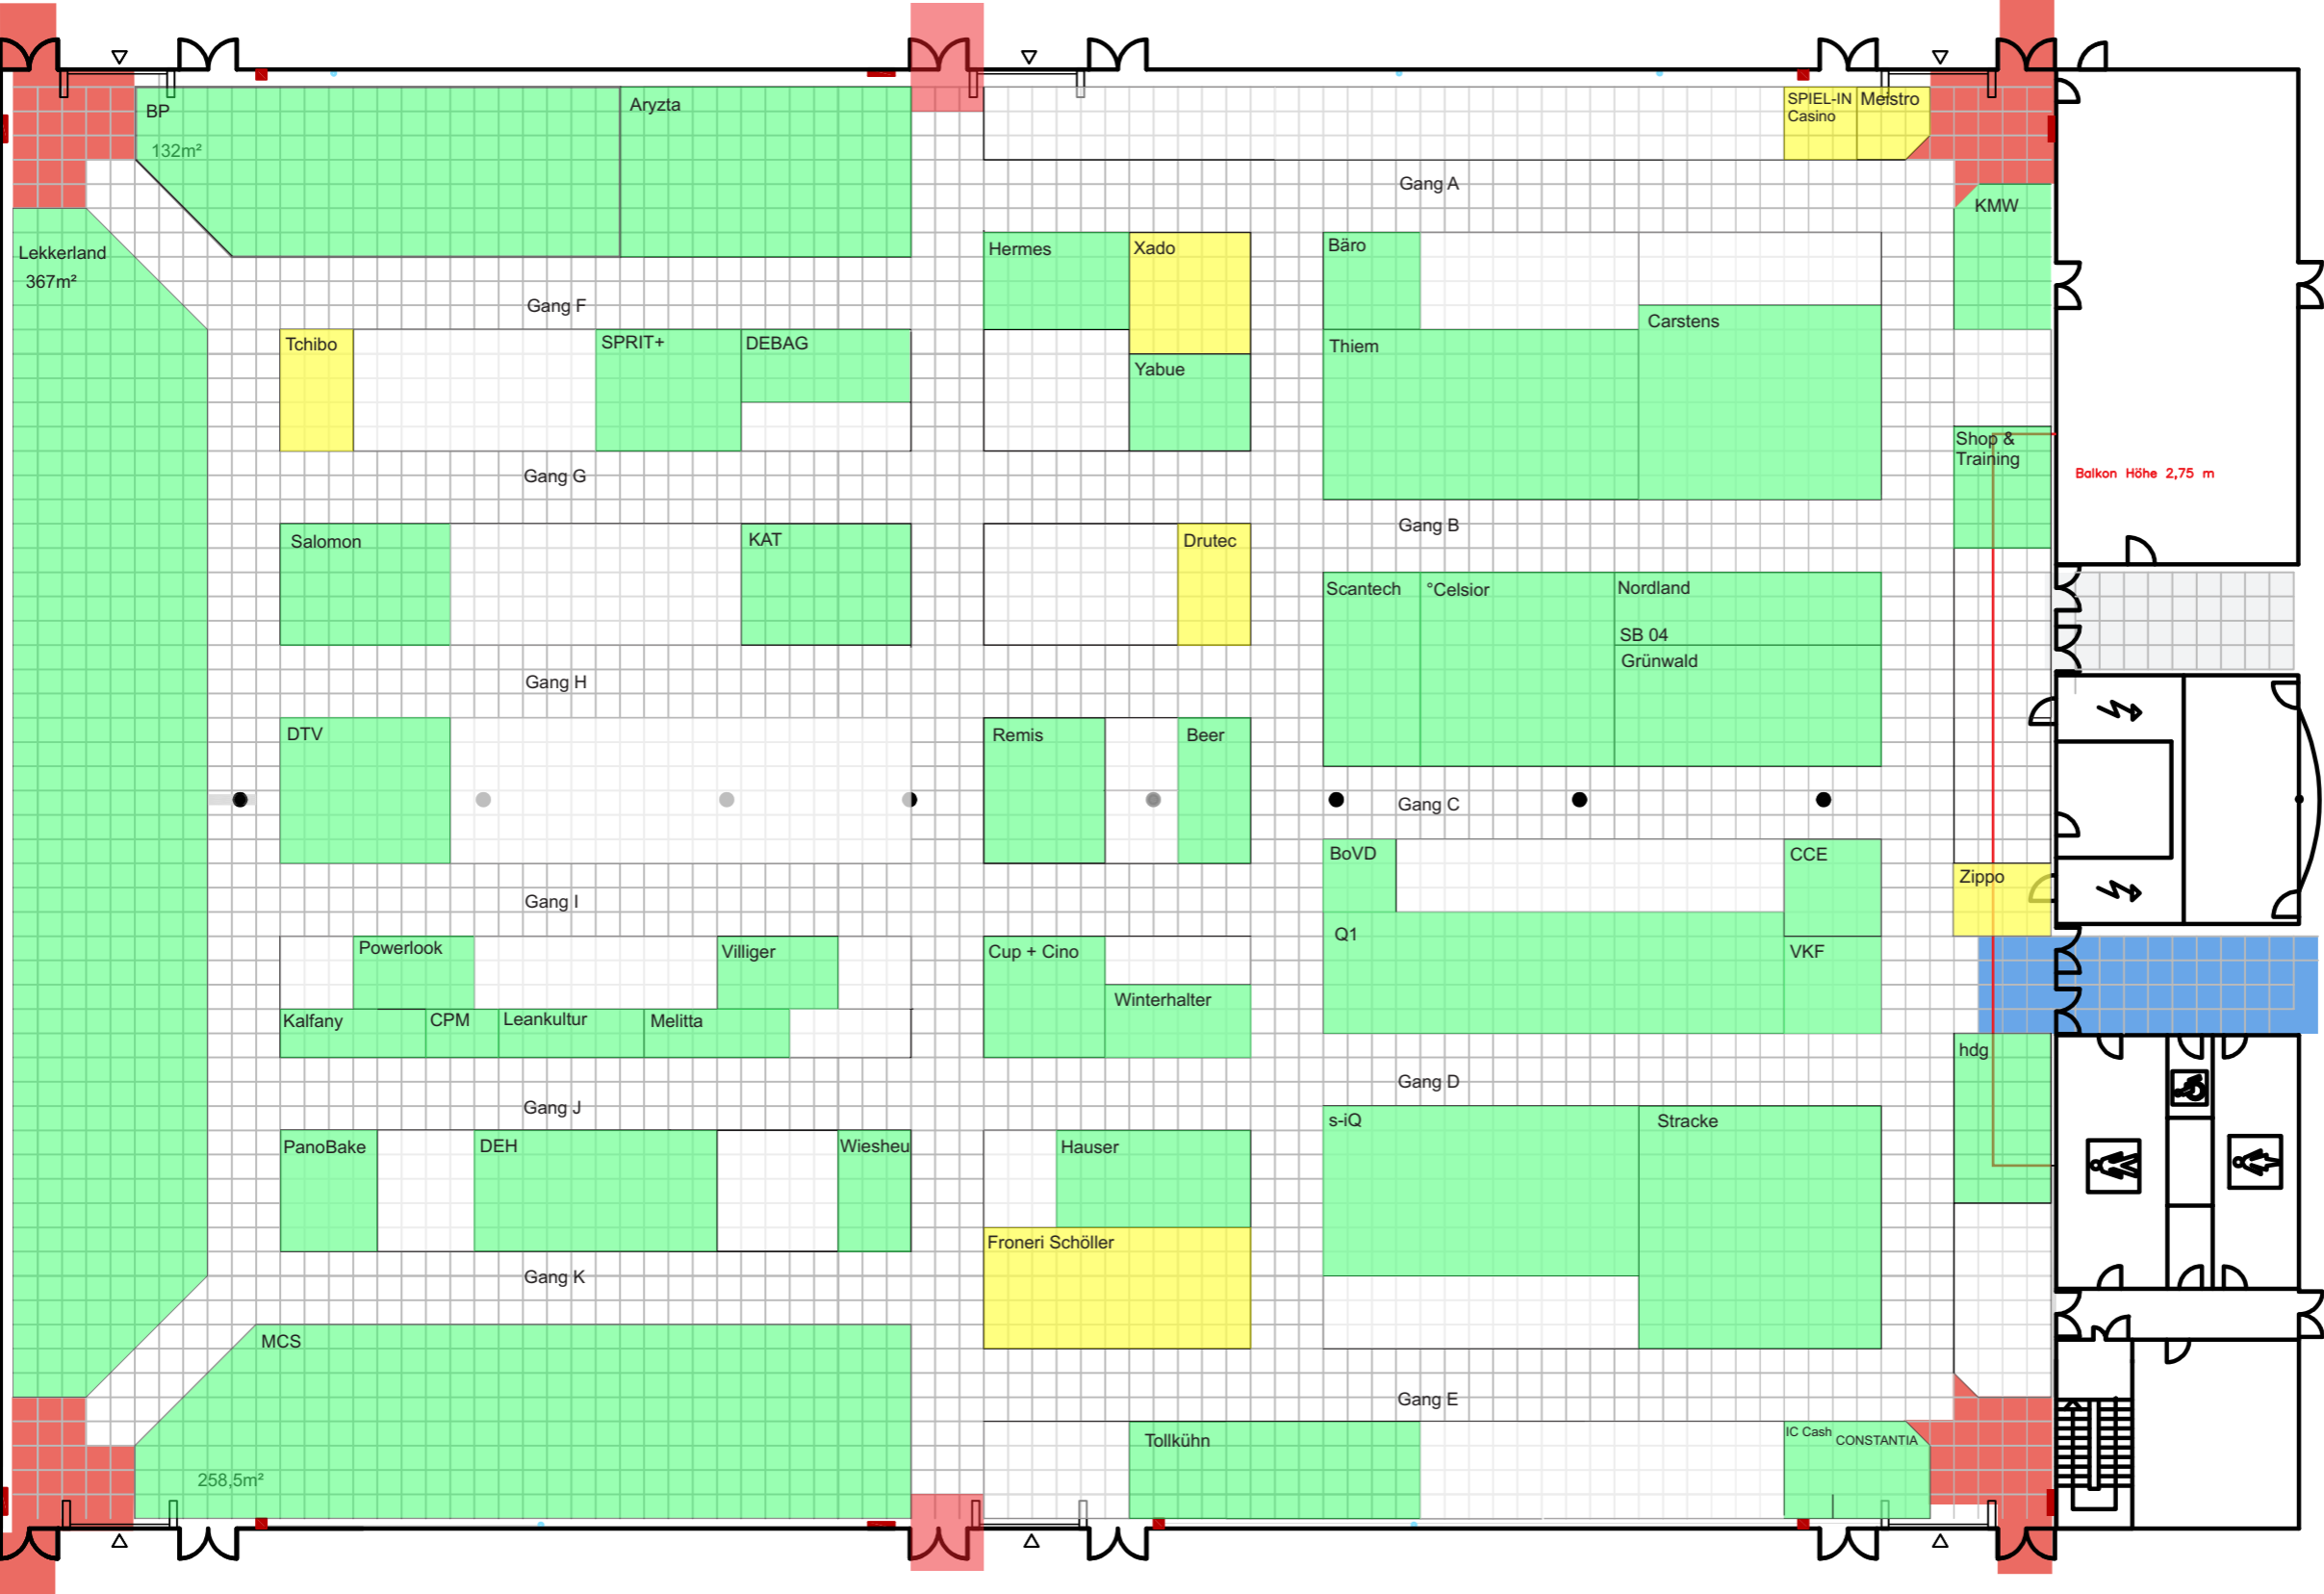 BP
132m²
Aryzta
SPIEL-IN
Casino
Meistro
Gang A
KMW
Lekkerland
367m²
Hermes
Xado
Bäro
Gang F
Carstens
Tchibo
SPRIT+
DEBAG
Yabue
Thiem
Shop &
Training
Balkon Höhe 2,75 m
Gang G
Gang B
Salomon
KAT
Drutec
Scantech
°Celsior
Nordland
SB 04
Grünwald
Gang H
DTV
Remis
Beer
Gang C
BoVD
CCE
Zippo
Gang I
Powerlook
Villiger
Cup + Cino
Q1
VKF
Winterhalter
Kalfany
CPM
Leankultur
Melitta
hdg
Gang D
Gang J
PanoBake
DEH
Wiesheu
Hauser
s-iQ
Stracke
Froneri Schöller
Gang K
MCS
Gang E
Tollkühn
IC Cash
CONSTANTIA
258,5m²